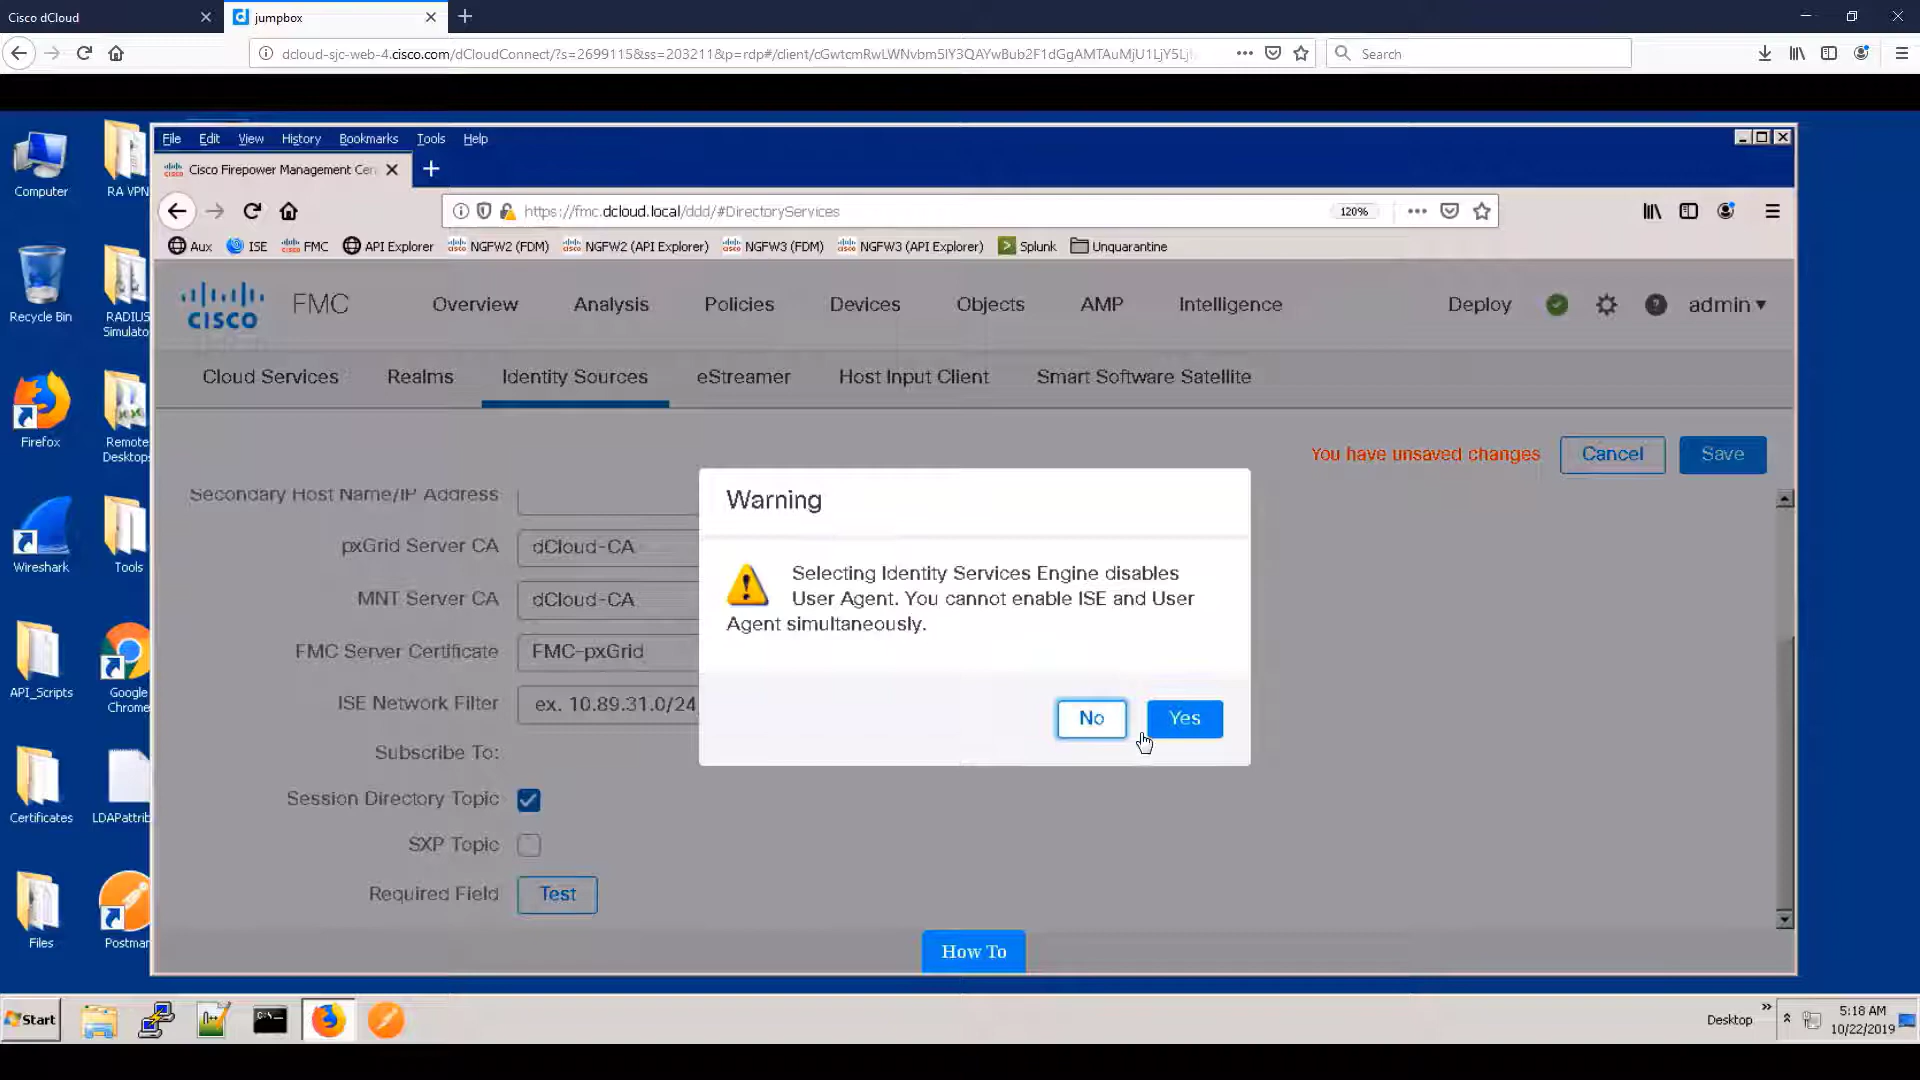 Cisco dCloud
jumpbox
dcloud-sjc-web-4.cisco.com/dCloudConnect/?s=2699115&ss=203211&p=rdp#/client/
Search
File Edit View History Bookmarks Tools Help
Cisco Firepower Management Cen
https://fmc.dcloud.local/ddd/#DirectoryServices
120%
Aux ISE FMC API Explorer NGFW2 (FDM) NGFW2 (API Explorer) NGFW3 (FDM) NGFW3 (API Explorer) Splunk Unquarantine
CISCO FMC Overview Analysis Policies Devices Objects AMP Intelligence Deploy admin
Cloud Services Realms Identity Sources eStreamer Host Input Client Smart Software Satellite
You have unsaved changes Cancel Save
Secondary Host Name/IP Address
pxGrid Server CA dCloud-CA
MNT Server CA dCloud-CA
FMC Server Certificate FMC-pxGrid
ISE Network Filter ex. 10.89.31.0/24,
Subscribe To:
Session Directory Topic
SXP Topic
Required Field Test
How To
Warning
Selecting Identity Services Engine disables
User Agent. You cannot enable ISE and User
Agent simultaneously.
No Yes
Computer
RA VPN
Recycle Bin
RADIUS
Simulato
Firefox
Remote
Desktop
Wireshark
Tools
API_Scripts
Google
Chrome
Certificates
LDAPattrib
Files
Postman
Start
Desktop
5:18 AM
10/22/2019